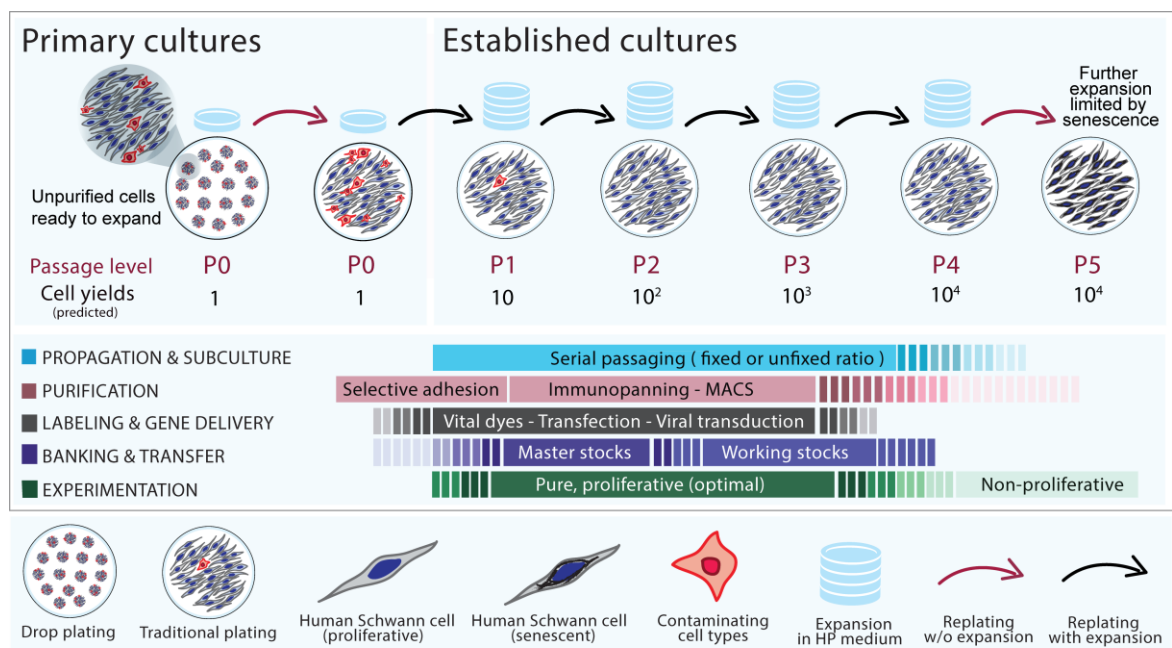 Primary cultures
Established cultures
Further
expansion
limited by
senescence
Unpurified cells
ready to expand
Passage level P0 P0 P1 P2 P3 P4 P5
Cell yields 1 1 10 10² 10³ 10⁴ 10⁴
(predicted)
PROPAGATION & SUBCULTURE
Serial passaging ( fixed or unfixed ratio )
PURIFICATION
Selective adhesion
Immunopanning - MACS
LABELING & GENE DELIVERY
Vital dyes - Transfection - Viral transduction
BANKING & TRANSFER
Master stocks
Working stocks
EXPERIMENTATION
Pure, proliferative (optimal)
Non-proliferative
Drop plating
Traditional plating
Human Schwann cell
(proliferative)
Human Schwann cell
(senescent)
Contaminating
cell types
Expansion
in HP medium
Replating
w/o expansion
Replating
with expansion